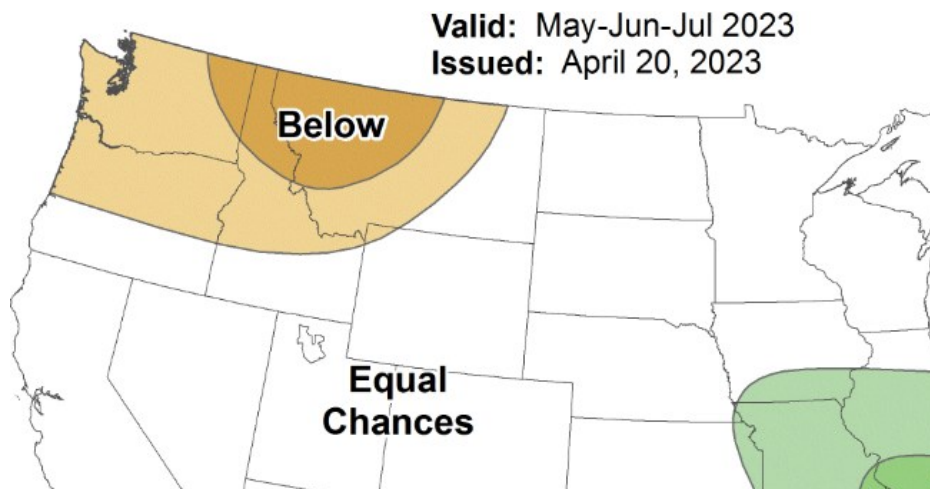 Valid: May-Jun-Jul 2023
Issued: April 20, 2023
Below
Equal
Chances